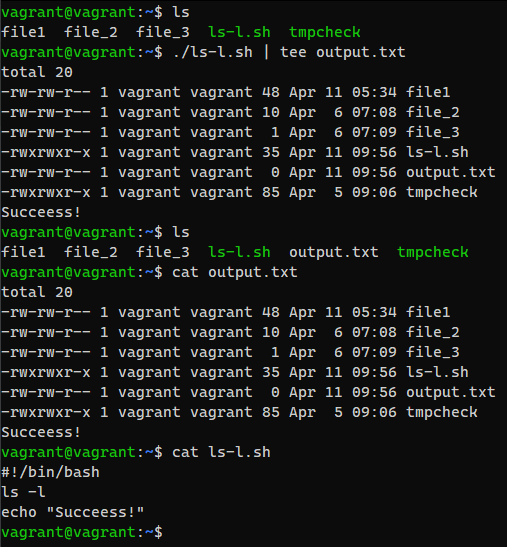 vagrant@vagrant:~$ ls
file1  file_2  file_3  ls-l.sh  tmpcheck
vagrant@vagrant:~$ ./ls-l.sh | tee output.txt
total 20
-rw-rw-r-- 1 vagrant vagrant 48 Apr 11 05:34 file1
-rw-rw-r-- 1 vagrant vagrant 10 Apr  6 07:08 file_2
-rw-rw-r-- 1 vagrant vagrant  1 Apr  6 07:09 file_3
-rwxrwxr-x 1 vagrant vagrant 35 Apr 11 09:56 ls-l.sh
-rw-rw-r-- 1 vagrant vagrant  0 Apr 11 09:56 output.txt
-rwxrwxr-x 1 vagrant vagrant 85 Apr  5 09:06 tmpcheck
Succeess!
vagrant@vagrant:~$ ls
file1  file_2  file_3  ls-l.sh  output.txt  tmpcheck
vagrant@vagrant:~$ cat output.txt
total 20
-rw-rw-r-- 1 vagrant vagrant 48 Apr 11 05:34 file1
-rw-rw-r-- 1 vagrant vagrant 10 Apr  6 07:08 file_2
-rw-rw-r-- 1 vagrant vagrant  1 Apr  6 07:09 file_3
-rwxrwxr-x 1 vagrant vagrant 35 Apr 11 09:56 ls-l.sh
-rw-rw-r-- 1 vagrant vagrant  0 Apr 11 09:56 output.txt
-rwxrwxr-x 1 vagrant vagrant 85 Apr  5 09:06 tmpcheck
Succeess!
vagrant@vagrant:~$ cat ls-l.sh
#!/bin/bash
ls -l
echo "Succeess!"
vagrant@vagrant:~$